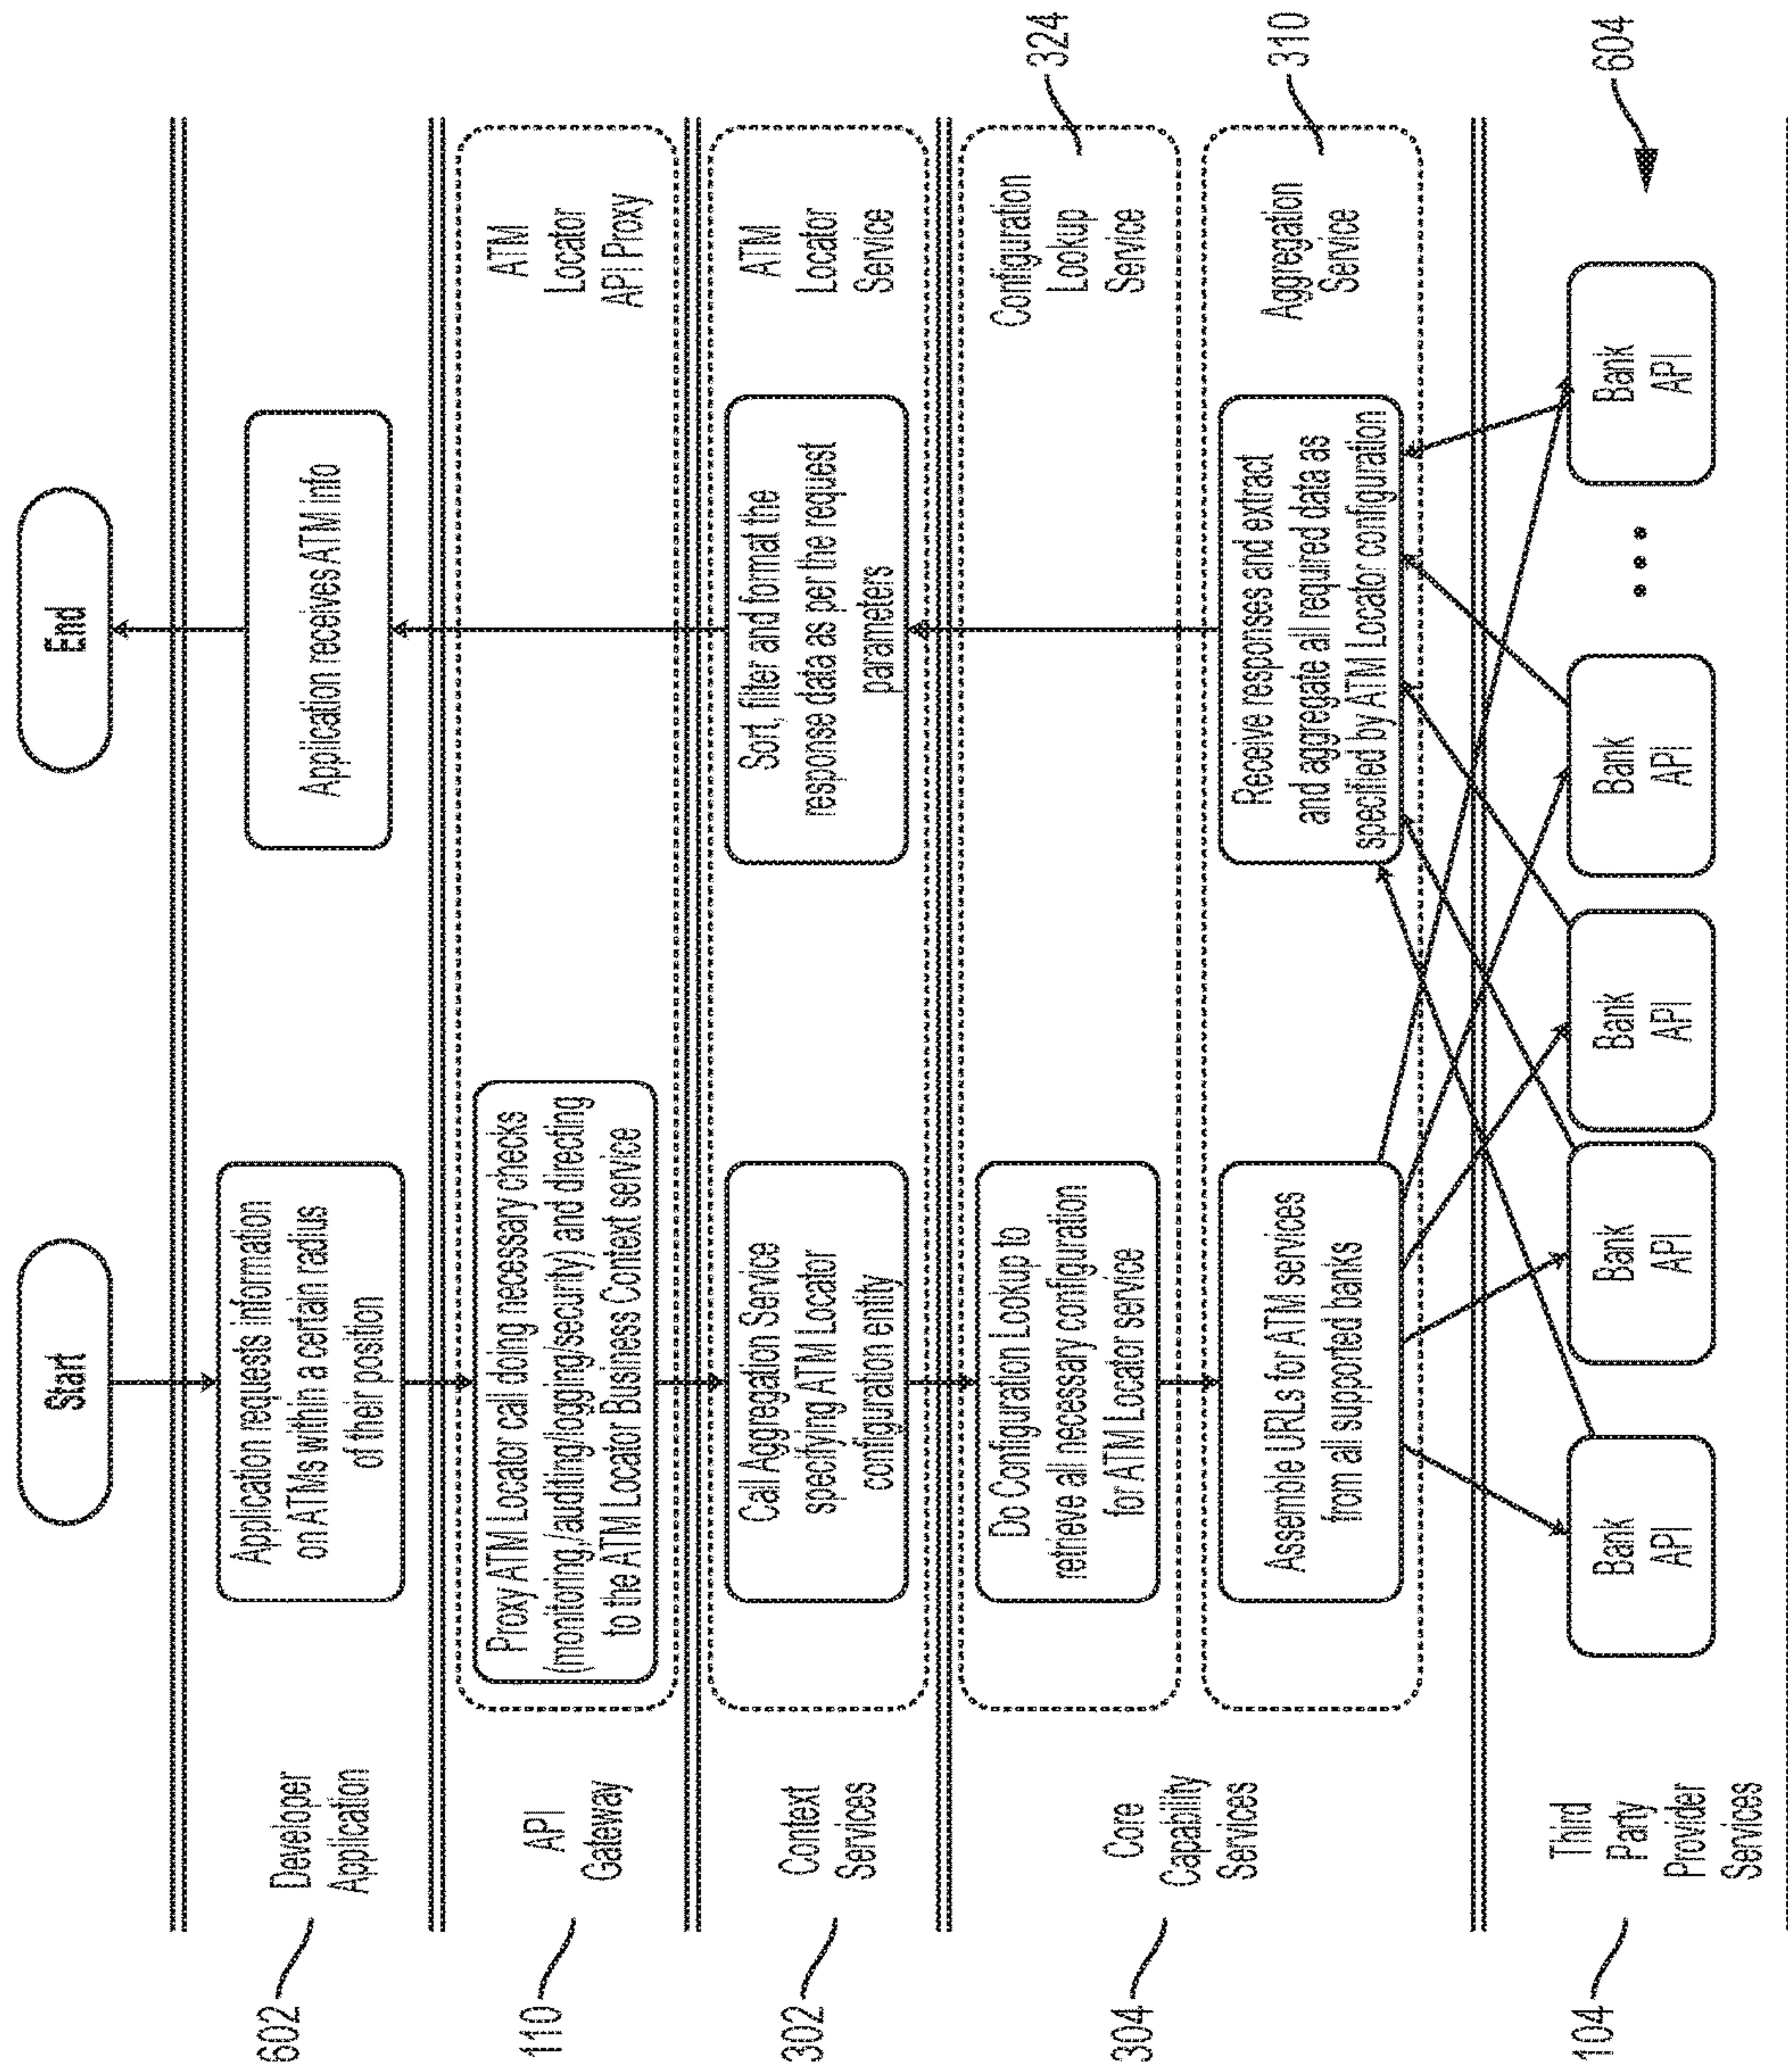 Start
End
602
Developer
Application
Application requests information
on ATMs within a certain radius
of their position
Application receives ATM info
110
API
Gateway
Proxy ATM Locator call doing necessary checks
(monitoring,/auditing/logging/security) and directing
to the ATM Locator Business Context service
ATM
Locator
API Proxy
302
Context
Services
Call Aggregation Service
specifying ATM Locator
configuration entity
Sort, filter and format the
response data as per the request
parameters
ATM
Locator
Service
304
Core
Capability
Services
Do Configuration Lookup to
retrieve all necessary configuration
for ATM Locator service
Configuration
Lookup
Service
324
Assemble URLs for ATM services
from all supported banks
Receive responses and extract
and aggregate all required data as
specified by ATM Locator configuration
Aggregation
Service
310
104
Third
Party
Provider
Services
Bank
API
Bank
API
Bank
API
Bank
API
• • •
Bank
API
604